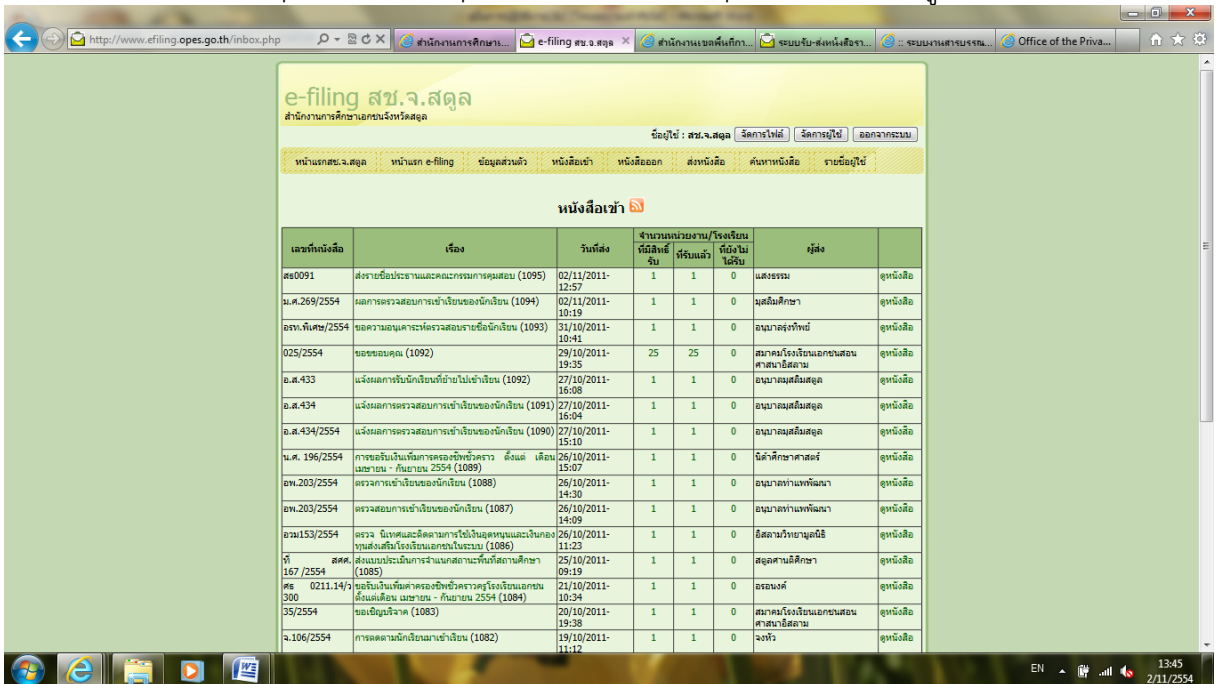 http://www.efiling.opes.go.th/inbox.php
สำนักงานการศึกษาเ...
e-filing สช.จ.สตูล
สำนักงานเขตพื้นที่กา...
ระบบรับ-ส่งหนังสือรา...
:: ระบบงานสารบรรณ...
Office of the Priva...
e-filing สช.จ.สตูล
สำนักงานการศึกษาเอกชนจังหวัดสตูล
ชื่อผู้ใช้ : สช.จ.สตูล จัดการไฟล์ จัดการผู้ใช้ ออกจากระบบ
หน้าแรกสช.จ.สตูล หน้าแรก e-filing ข้อมูลส่วนตัว หนังสือเข้า หนังสือออก ส่งหนังสือ ค้นหาหนังสือ รายชื่อผู้ใช้
หนังสือเข้า
เลขที่หนังสือ เรื่อง วันที่ส่ง จำนวนหน่วยงาน/โรงเรียน ที่มีสิทธิ์รับ ที่รับแล้ว ที่ยังไม่ได้รับ ผู้ส่ง
สธ0091 ส่งรายชื่อประธานและคณะกรรมการคุมสอบ (1095) 02/11/2011-12:57 1 1 0 แสงธรรม ดูหนังสือ
ม.ศ.269/2554 ผลการตรวจสอบการเข้าเรียนของนักเรียน (1094) 02/11/2011-10:19 1 1 0 มุสลิมศึกษา ดูหนังสือ
อรท.พิเศษ/2554 ขอความอนุเคราะห์ตรวจสอบรายชื่อนักเรียน (1093) 31/10/2011-10:41 1 1 0 อนุบาลรุ่งทิพย์ ดูหนังสือ
025/2554 ขอขอบคุณ (1092) 29/10/2011-19:35 25 25 0 สมาคมโรงเรียนเอกชนสอนศาสนาอิสลาม ดูหนังสือ
อ.ส.433 แจ้งผลการรับนักเรียนที่ย้ายไปเข้าเรียน (1092) 27/10/2011-16:08 1 1 0 อนุบาลมุสลิมสตูล ดูหนังสือ
อ.ส.434 แจ้งผลการตรวจสอบการเข้าเรียนของนักเรียน (1091) 27/10/2011-16:04 1 1 0 อนุบาลมุสลิมสตูล ดูหนังสือ
อ.ส.434/2554 แจ้งผลการตรวจสอบการเข้าเรียนของนักเรียน (1090) 27/10/2011-15:10 1 1 0 อนุบาลมุสลิมสตูล ดูหนังสือ
น.ศ. 196/2554 การขอรับเงินเพิ่มการครองชีพชั่วคราว ตั้งแต่ เดือน เมษายน - กันยายน 2554 (1089) 26/10/2011-15:07 1 1 0 นิด้าศึกษาศาสตร์ ดูหนังสือ
อพ.203/2554 ตรวจการเข้าเรียนของนักเรียน (1088) 26/10/2011-14:30 1 1 0 อนุบาลท่าแพพัฒนา ดูหนังสือ
อพ.203/2554 ตรวจสอบการเข้าเรียนของนักเรียน (1087) 26/10/2011-14:09 1 1 0 อนุบาลท่าแพพัฒนา ดูหนังสือ
อวม153/2554 ตรวจ นิเทศและติดตามการใช้เงินอุดหนุนและเงินกองทุนส่งเสริมโรงเรียนเอกชนในระบบ (1086) 26/10/2011-11:23 1 1 0 อิสลามวิทยามูลนิธิ ดูหนังสือ
ที่ สศศ. 167 /2554 ส่งแบบประเมินการจำแนกสถานะพื้นที่สถานศึกษา (1085) 25/10/2011-09:19 1 1 0 สตูลศานติศึกษา ดูหนังสือ
ศธ 0211.14/ว 300 ขอรับเงินเพิ่มค่าครองชีพชั่วคราวครูโรงเรียนเอกชน ตั้งแต่เดือน เมษายน - กันยายน 2554 (1084) 21/10/2011-10:34 1 1 0 อรอนงค์ ดูหนังสือ
35/2554 ขอเชิญบริจาค (1083) 20/10/2011-19:38 1 1 0 สมาคมโรงเรียนเอกชนสอนศาสนาอิสลาม ดูหนังสือ
จ.106/2554 การติดตามนักเรียนมาเข้าเรียน (1082) 19/10/2011-11:12 1 1 0 จงหัว ดูหนังสือ
EN 13:45
2/11/2554